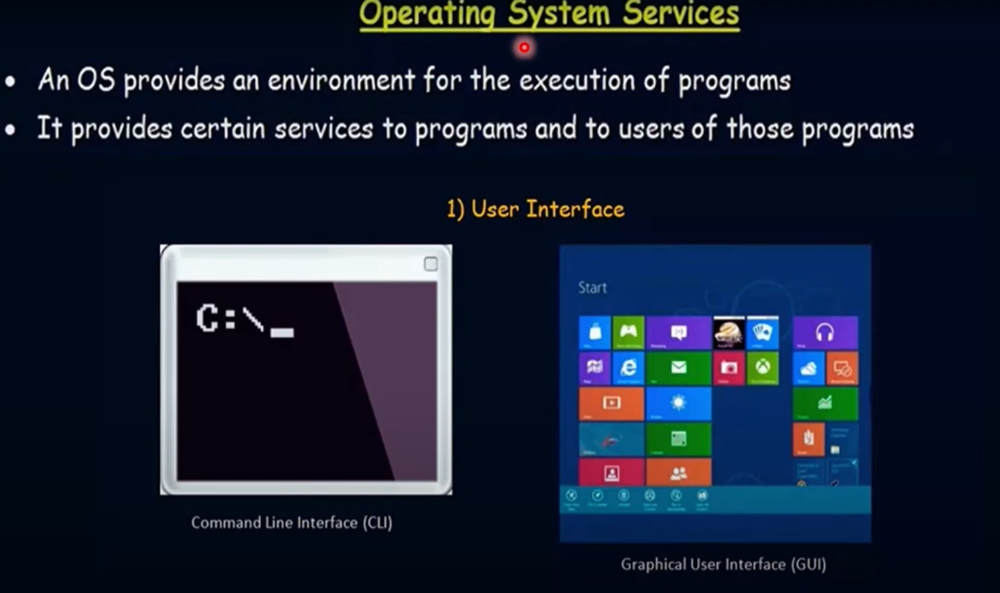 Operating System Services
• An OS provides an environment for the execution of programs
• It provides certain services to programs and to users of those programs
1) User Interface
C:\_
Start
Command Line Interface (CLI)
Graphical User Interface (GUI)